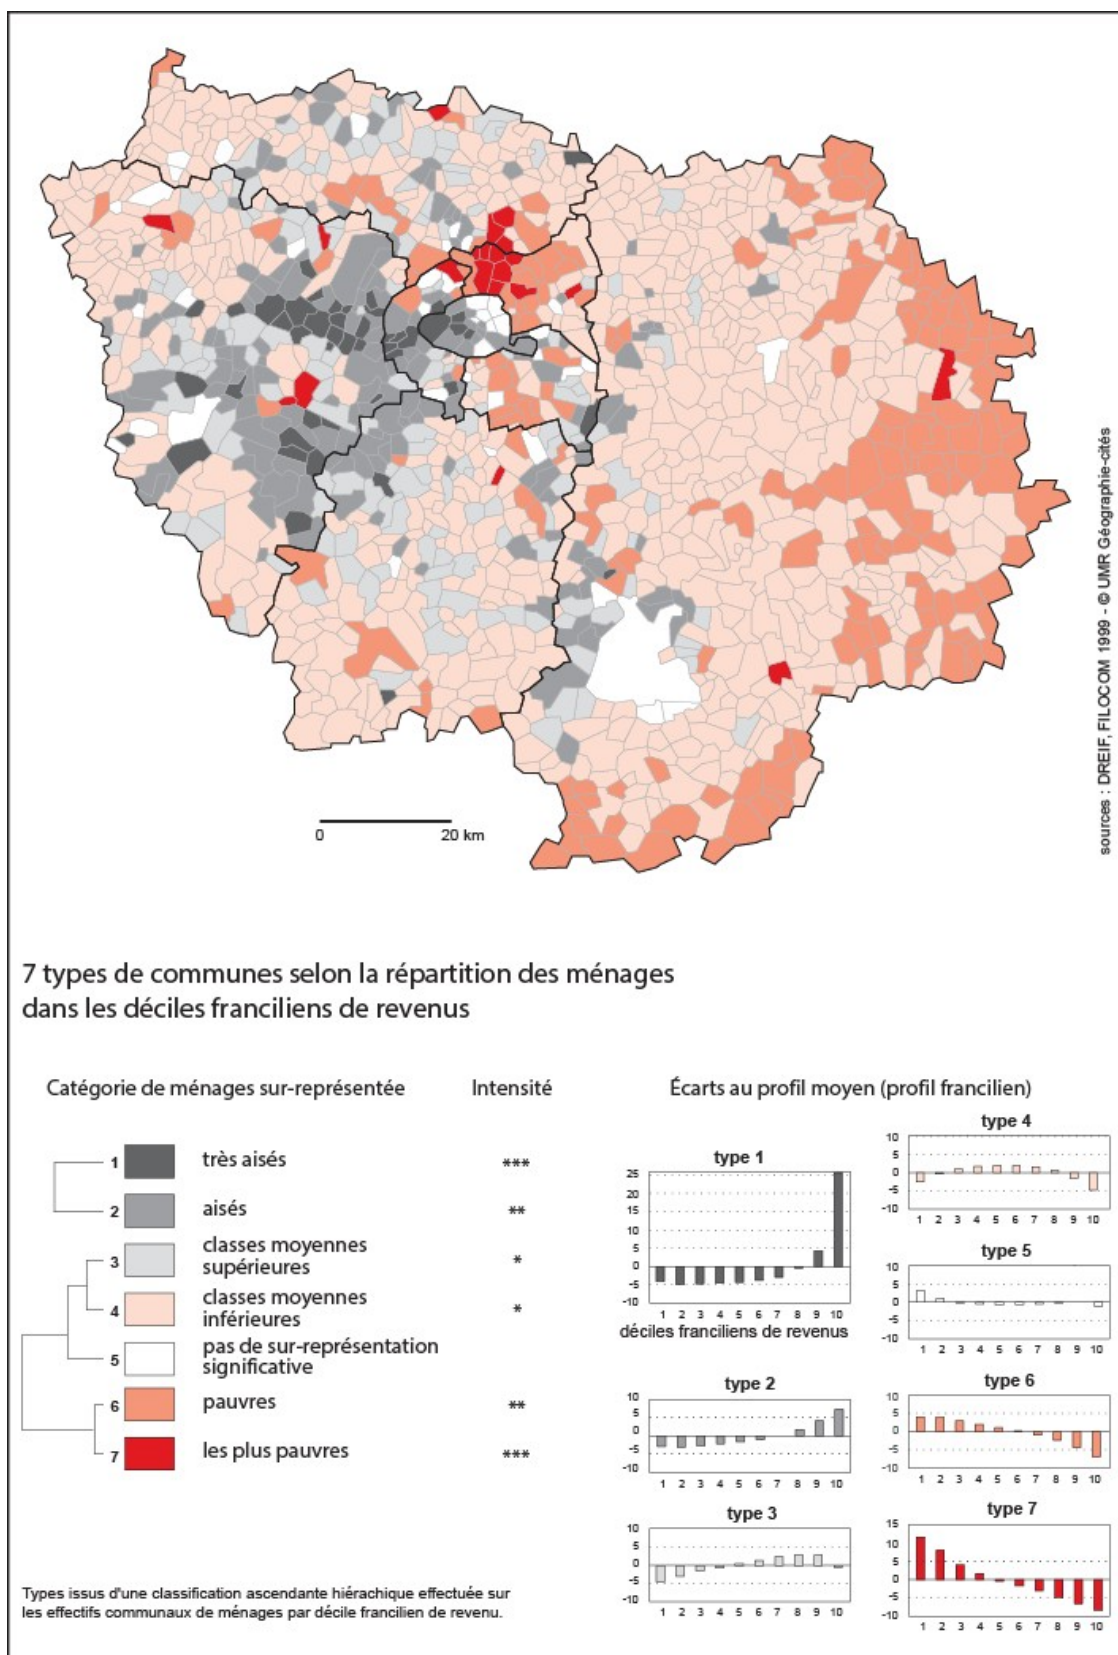 0 20 km
sources : DREIF, FILOCOM 1999 - © UMR Géographie-cités
7 types de communes selon la répartition des ménages
dans les déciles franciliens de revenus
Catégorie de ménages sur-représentée Intensité
1 très aisés ***
2 aisés **
3 classes moyennes
supérieures *
4 classes moyennes
inférieures *
5 pas de sur-représentation
significative
6 pauvres **
7 les plus pauvres ***
Écarts au profil moyen (profil francilien)
type 1
25
20
15
10
5
0
-5
-10
1 2 3 4 5 6 7 8 9 10
déciles franciliens de revenus
type 2
10
5
0
-5
-10
1 2 3 4 5 6 7 8 9 10
type 3
10
5
0
-5
-10
1 2 3 4 5 6 7 8 9 10
type 4
10
5
0
-5
-10
1 2 3 4 5 6 7 8 9 10
type 5
10
5
0
-5
-10
1 2 3 4 5 6 7 8 9 10
type 6
10
5
0
-5
-10
1 2 3 4 5 6 7 8 9 10
type 7
15
10
5
0
-5
-10
1 2 3 4 5 6 7 8 9 10
Types issus d'une classification ascendante hiérachique effectuée sur
les effectifs communaux de ménages par décile francilien de revenu.